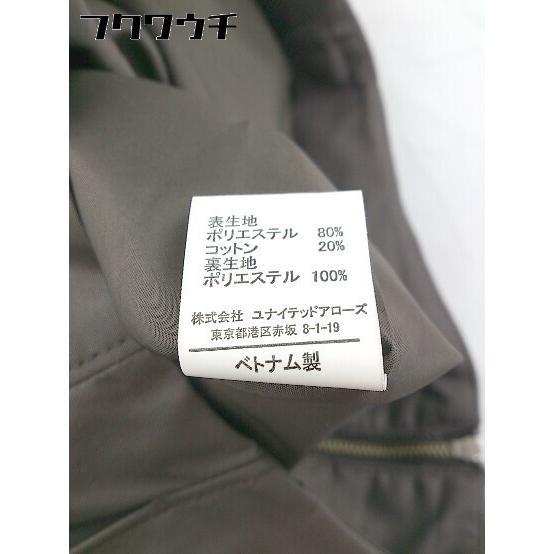 フクワウチ
表生地
ポリエステル 80%
コットン 20%
裏生地
ポリエステル 100%
株式会社 ユナイテッドアローズ
東京都港区赤坂 8-1-19
ベトナム製